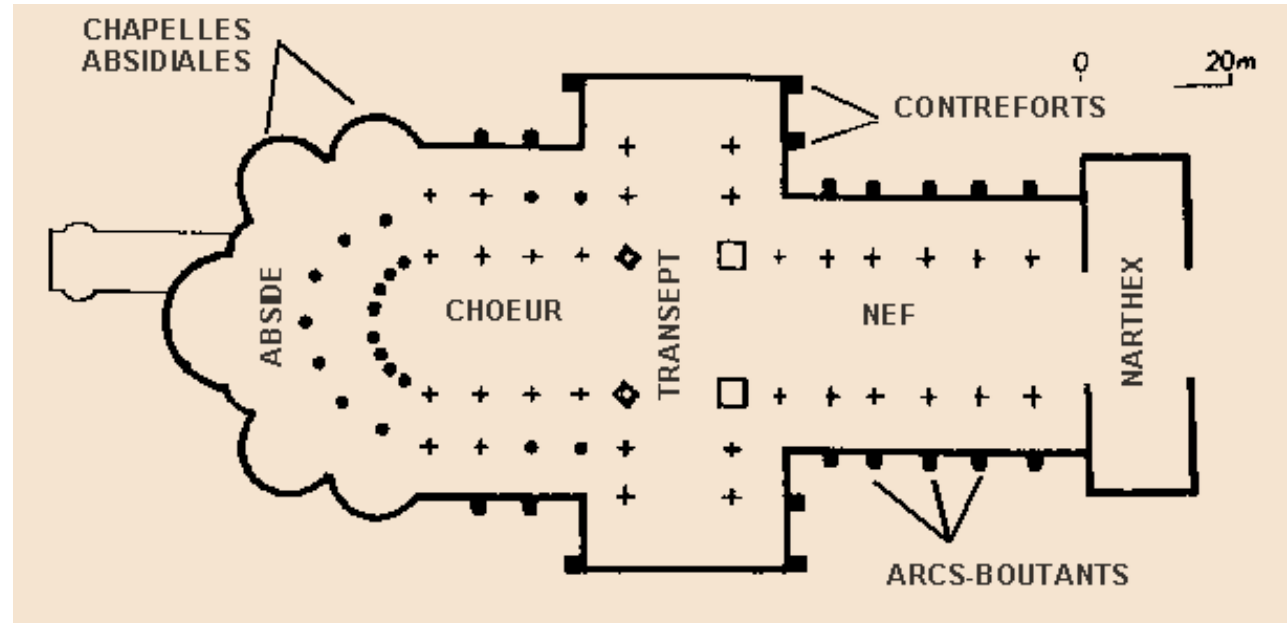 CHAPELLES
ABSIDIALES
0 20m
CONTREFORTS
ABSIDE
CHOEUR
TRANSEPT
NEF
NARTHEX
ARCS-BOUTANTS